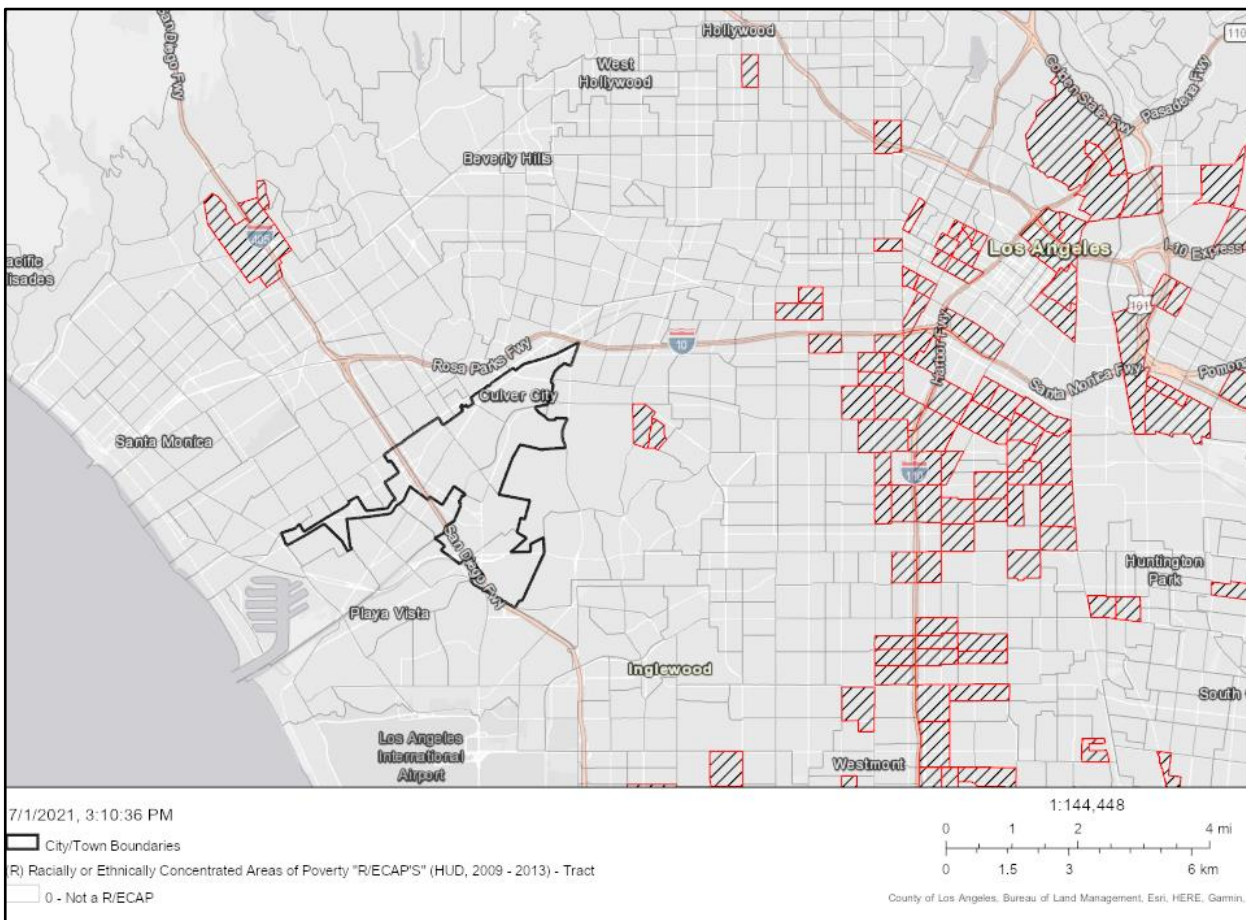 San Diego Fwy
Hollywood
110
West
Hollywood
Golden State Fwy
Pasadena Fwy
Beverly Hills
405
acific
lisades
Los Angeles
I-10 Express
101
Rosa Parks Fwy
10
Harbor Fwy
Santa Monica Fwy
Pomon
Culver City
Santa Monica
110
San Diego Fwy
Huntington
Park
Playa Vista
Inglewood
South
Los Angeles
International
Airport
Westmont
7/1/2021, 3:10:36 PM
City/Town Boundaries
(R) Racially or Ethnically Concentrated Areas of Poverty "R/ECAP'S" (HUD, 2009 - 2013) - Tract
0 - Not a R/ECAP
1:144,448
0 1 2 4 mi
0 1.5 3 6 km
County of Los Angeles, Bureau of Land Management, Esri, HERE, Garmin,